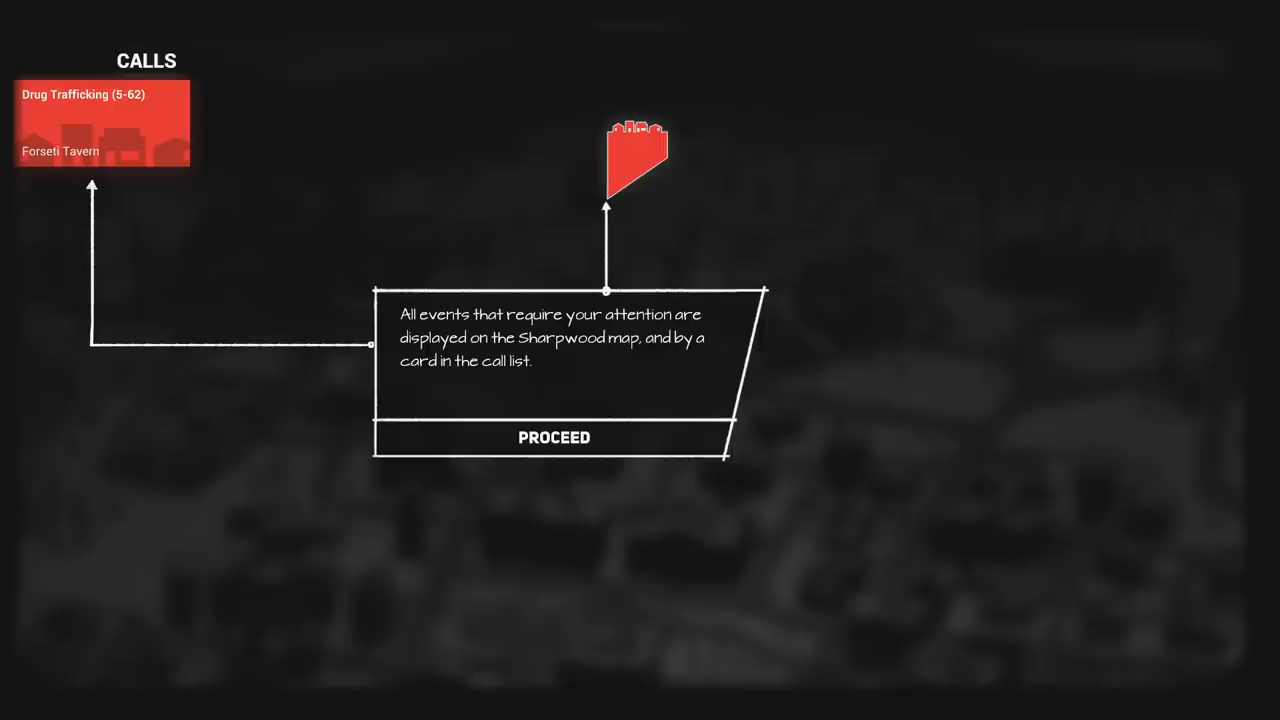 CALLS
Drug Trafficking (5-62)
Forseti Tavern
All events that require your attention are
displayed on the Sharpwood map, and by a
card in the call list.
PROCEED